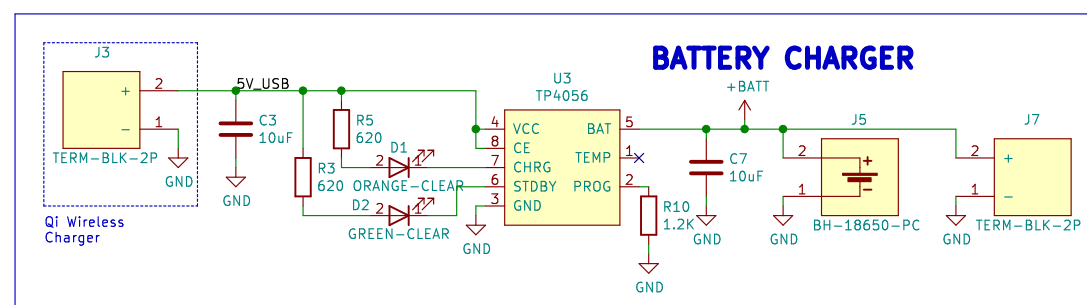 BATTERY CHARGER
J3
+ 2
- 1
TERM-BLK-2P
GND
Qi Wireless
Charger
5V_USB
C3
10uF
GND
R5
620
R3
620
D1
2 1
ORANGE-CLEAR
D2
2 1
GREEN-CLEAR
U3
TP4056
4 VCC
8 CE
7 CHRG
6 STDBY
3 GND
BAT 5
TEMP 1
PROG 2
GND
R10
1.2K
GND
+BATT
C7
10uF
GND
J5
2 +
1 -
BH-18650-PC
GND
J7
2 +
1 -
TERM-BLK-2P
GND